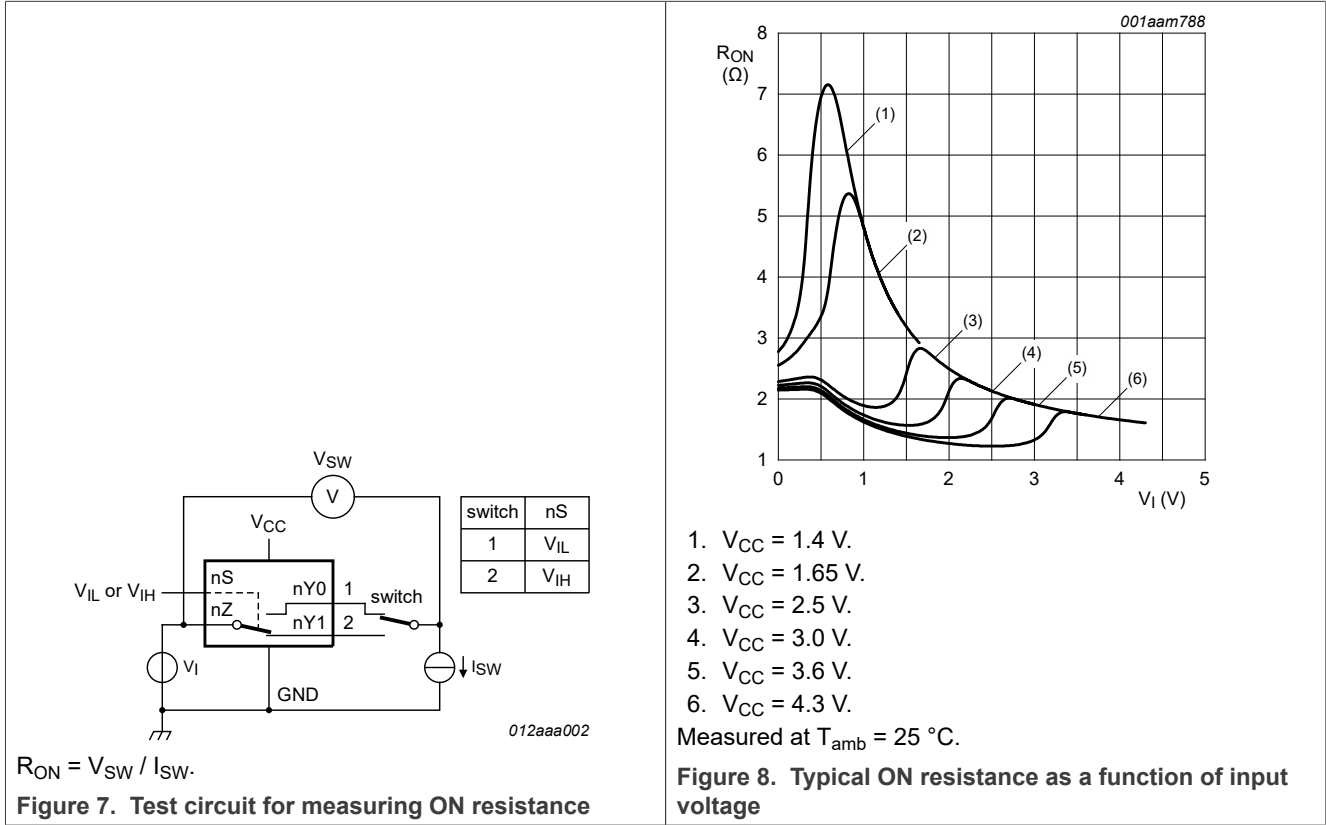 V_SW
V
V_CC
switch nS
1 V_IL
2 V_IH
V_IL or V_IH
nS
nY0 1
switch
nZ
nY1 2
V_I
I_SW
GND
012aaa002
R_ON = V_SW / I_SW.
Figure 7. Test circuit for measuring ON resistance
001aam788
R_ON
(Ω)
8
7
6
5
4
3
2
1
(1)
(2)
(3)
(4)
(5)
(6)
0 1 2 3 4 5
V_I (V)
1. V_CC = 1.4 V.
2. V_CC = 1.65 V.
3. V_CC = 2.5 V.
4. V_CC = 3.0 V.
5. V_CC = 3.6 V.
6. V_CC = 4.3 V.
Measured at T_amb = 25 °C.
Figure 8. Typical ON resistance as a function of input
voltage